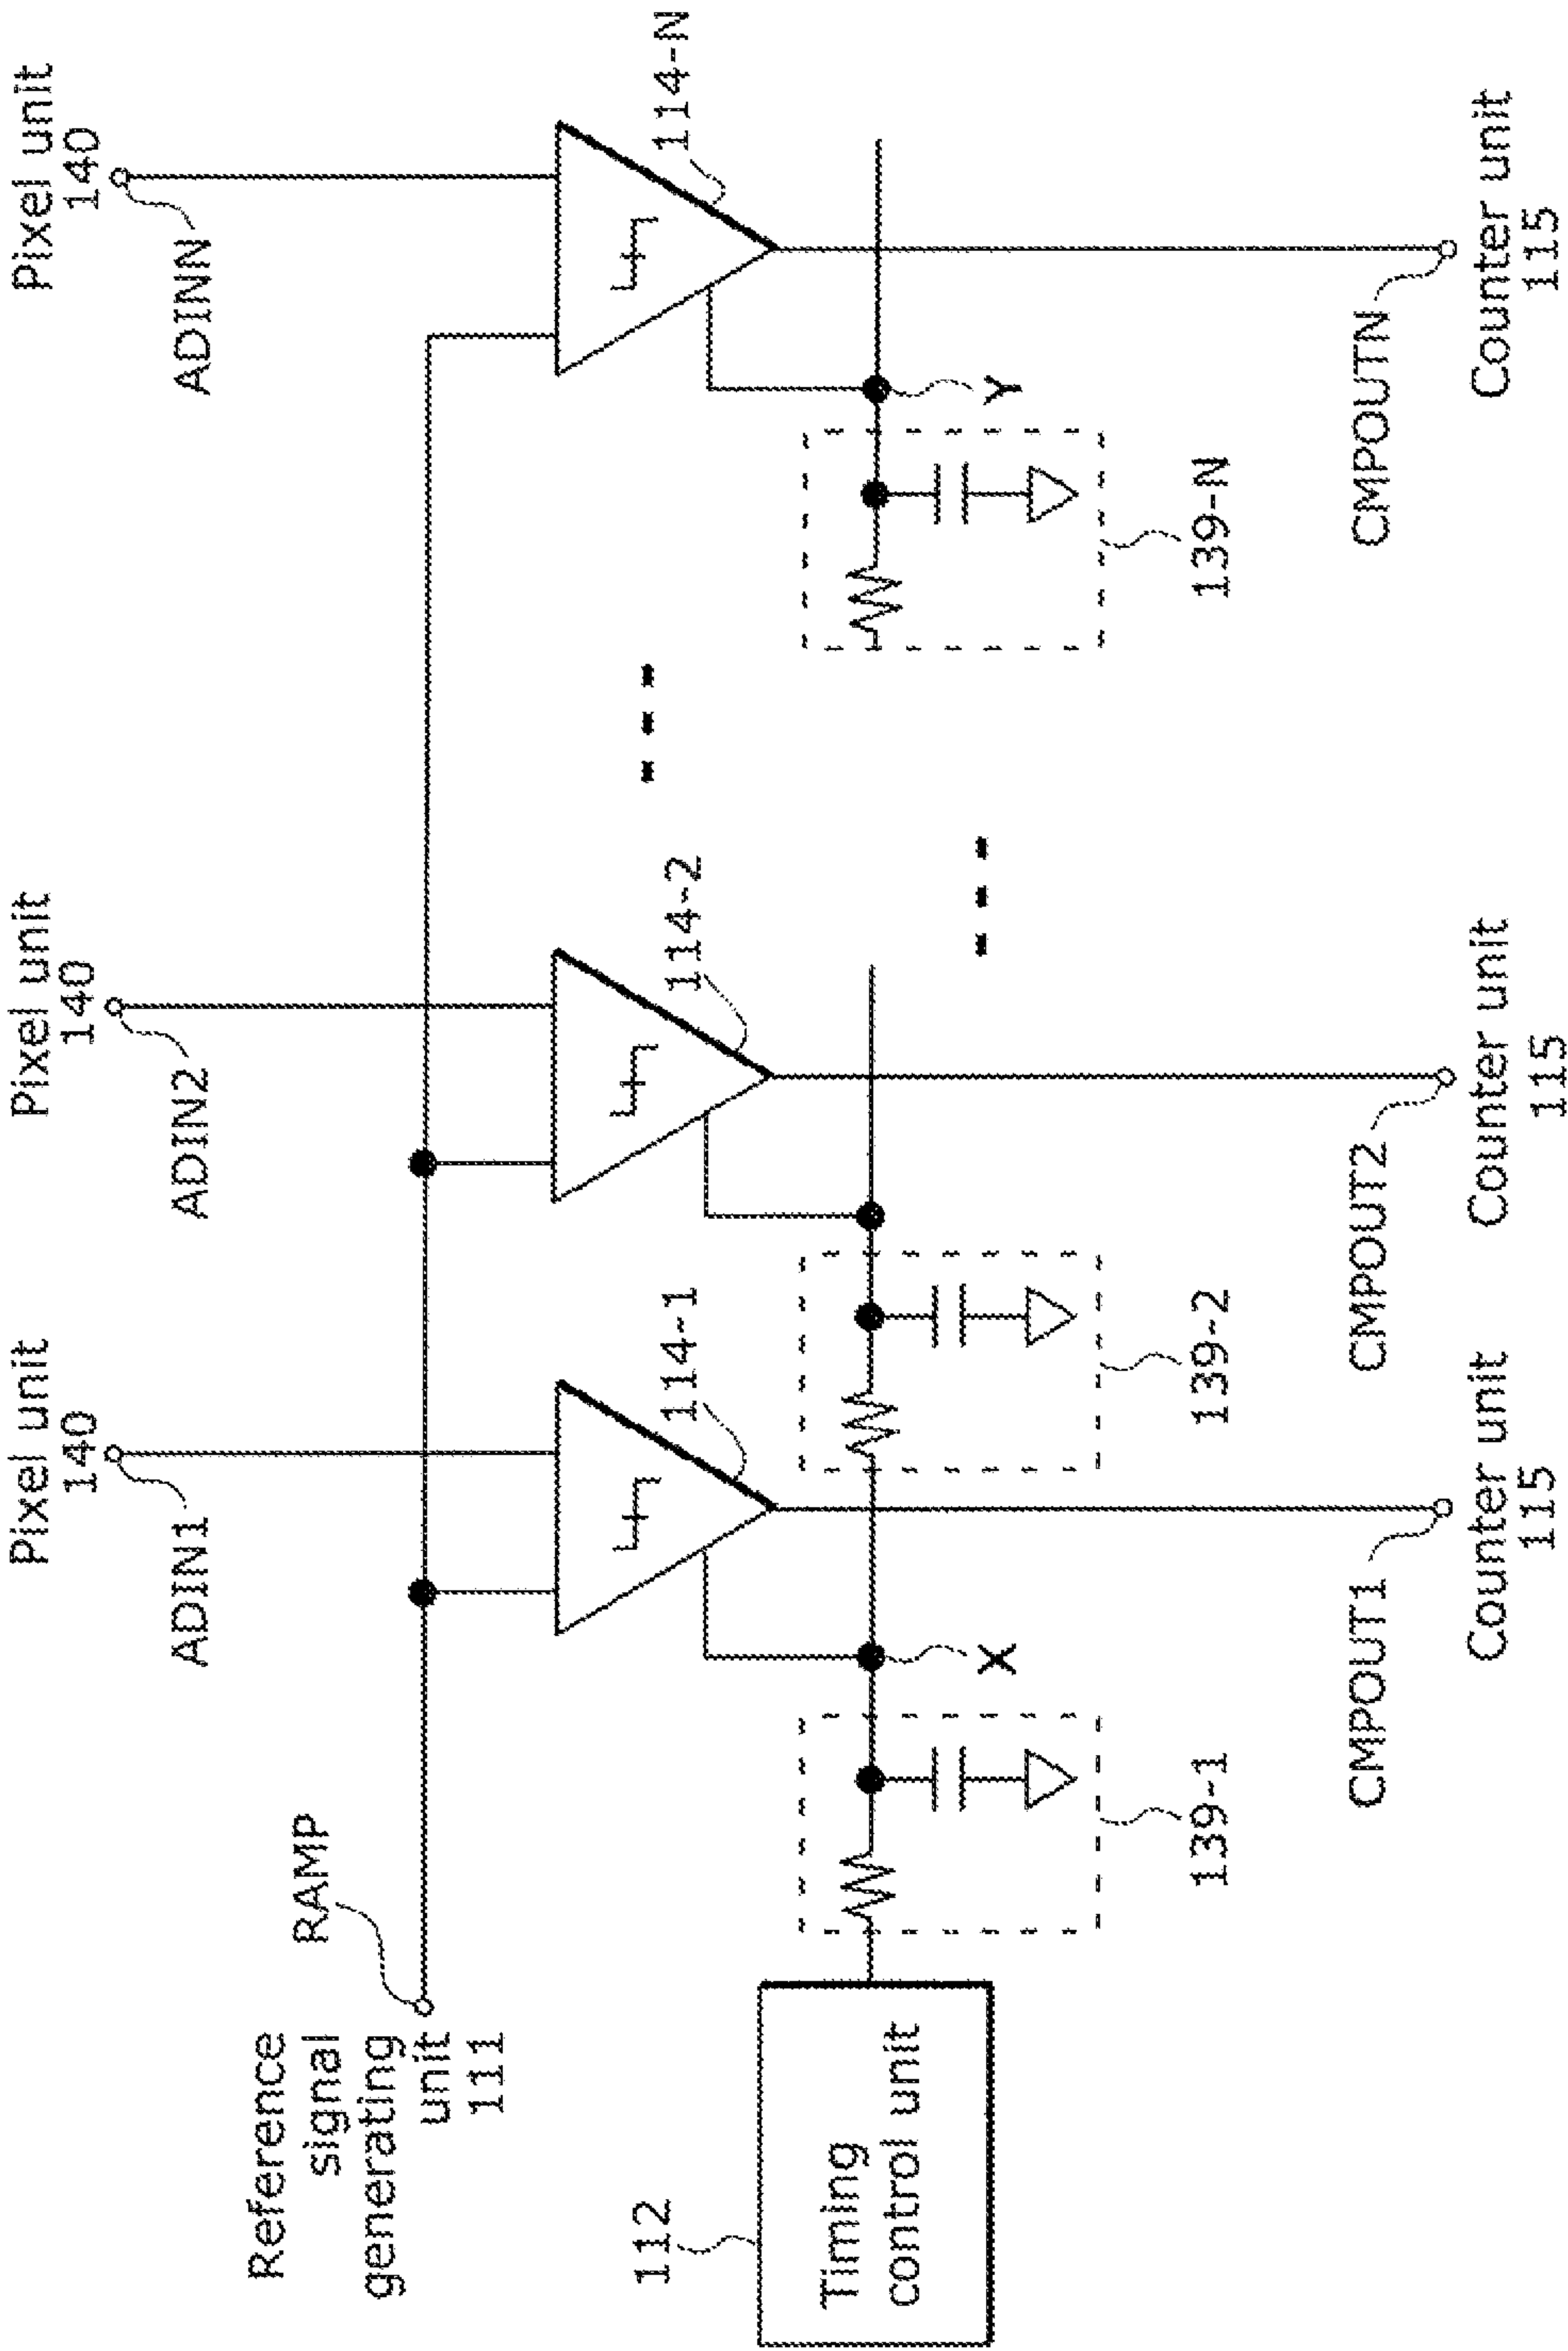 Pixel unit
140
Pixel unit
140
Pixel unit
140
ADIN1
ADIN2
ADINN
RAMP
Reference
signal
generating
unit
111
114-1
114-2
114-N
112
Timing
control unit
X
Y
139-1
139-2
139-N
CMPOUT1
CMPOUT2
CMPOUTN
Counter unit
115
Counter unit
115
Counter unit
115